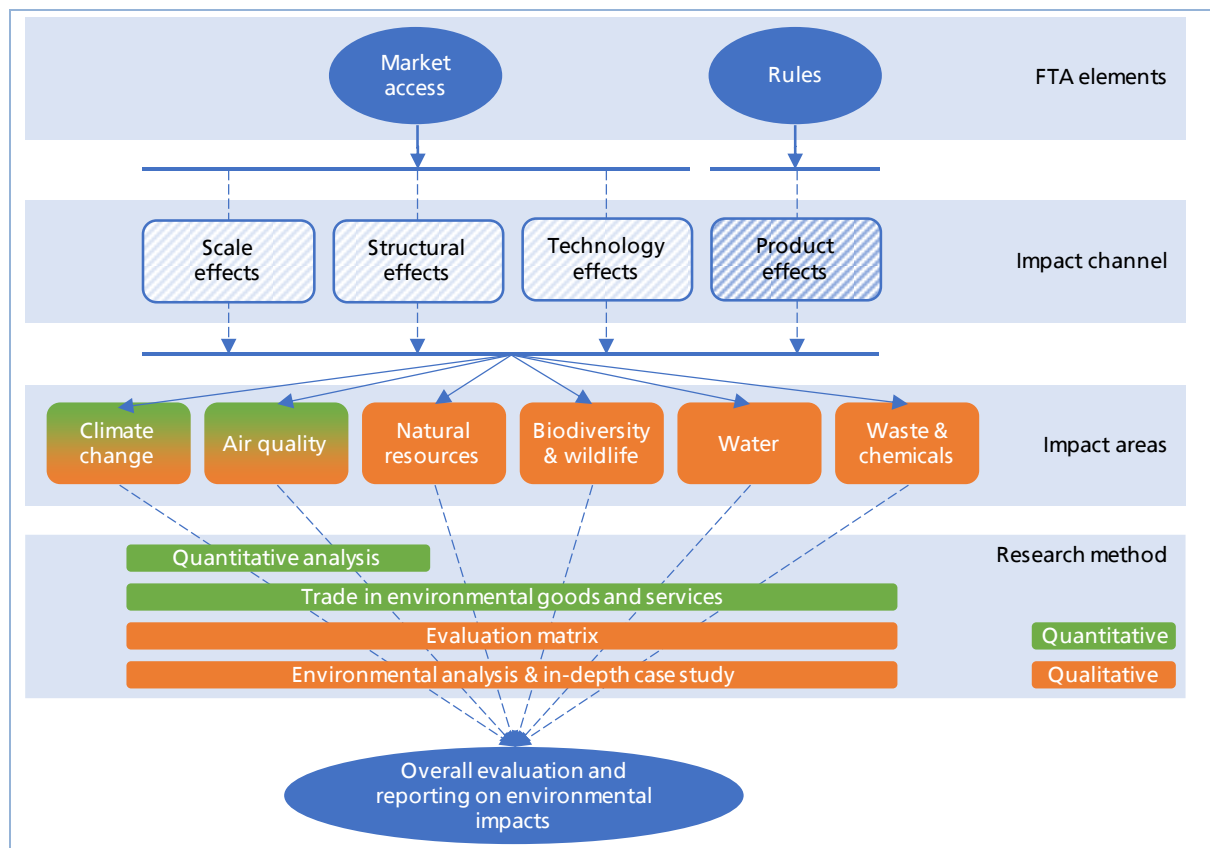 Market
access
Rules
FTA elements
Scale
effects
Structural
effects
Technology
effects
Product
effects
Impact channel
Climate
change
Air quality
Natural
resources
Biodiversity
& wildlife
Water
Waste &
chemicals
Impact areas
Research method
Quantitative analysis
Trade in environmental goods and services
Evaluation matrix
Quantitative
Environmental analysis & in-depth case study
Qualitative
Overall evaluation and
reporting on environmental
impacts